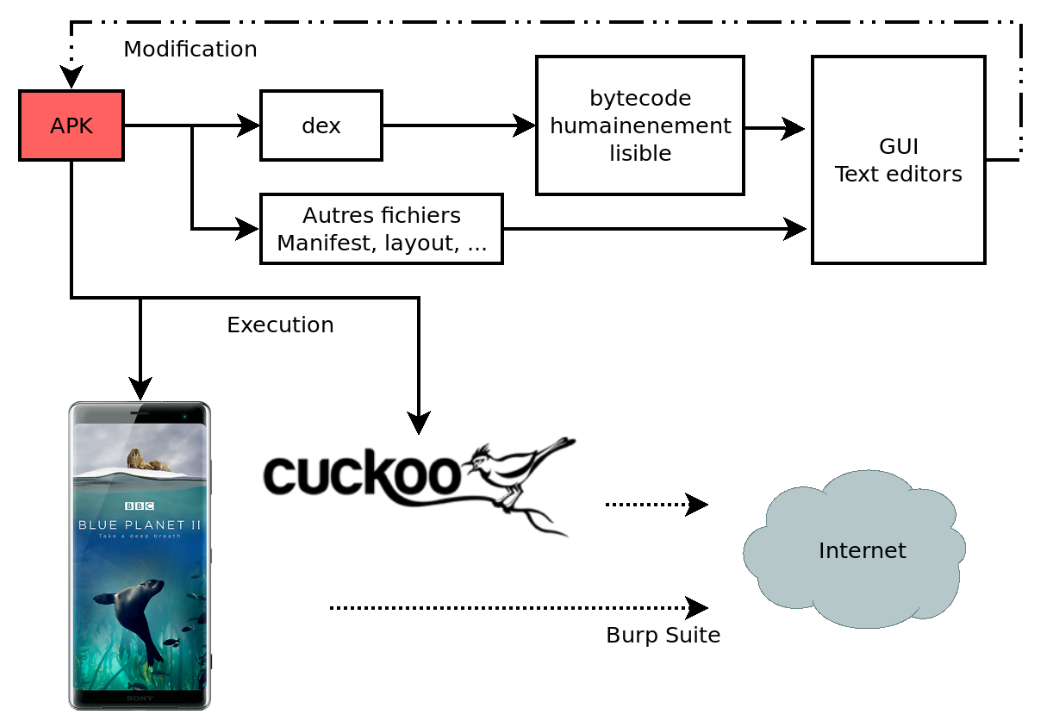 Modification
APK
dex
bytecode
humainenement
lisible
GUI
Text editors
Autres fichiers
Manifest, layout, ...
Execution
cuckoo
BBC
BLUE PLANET II
Take a deep breath
SONY
Internet
Burp Suite